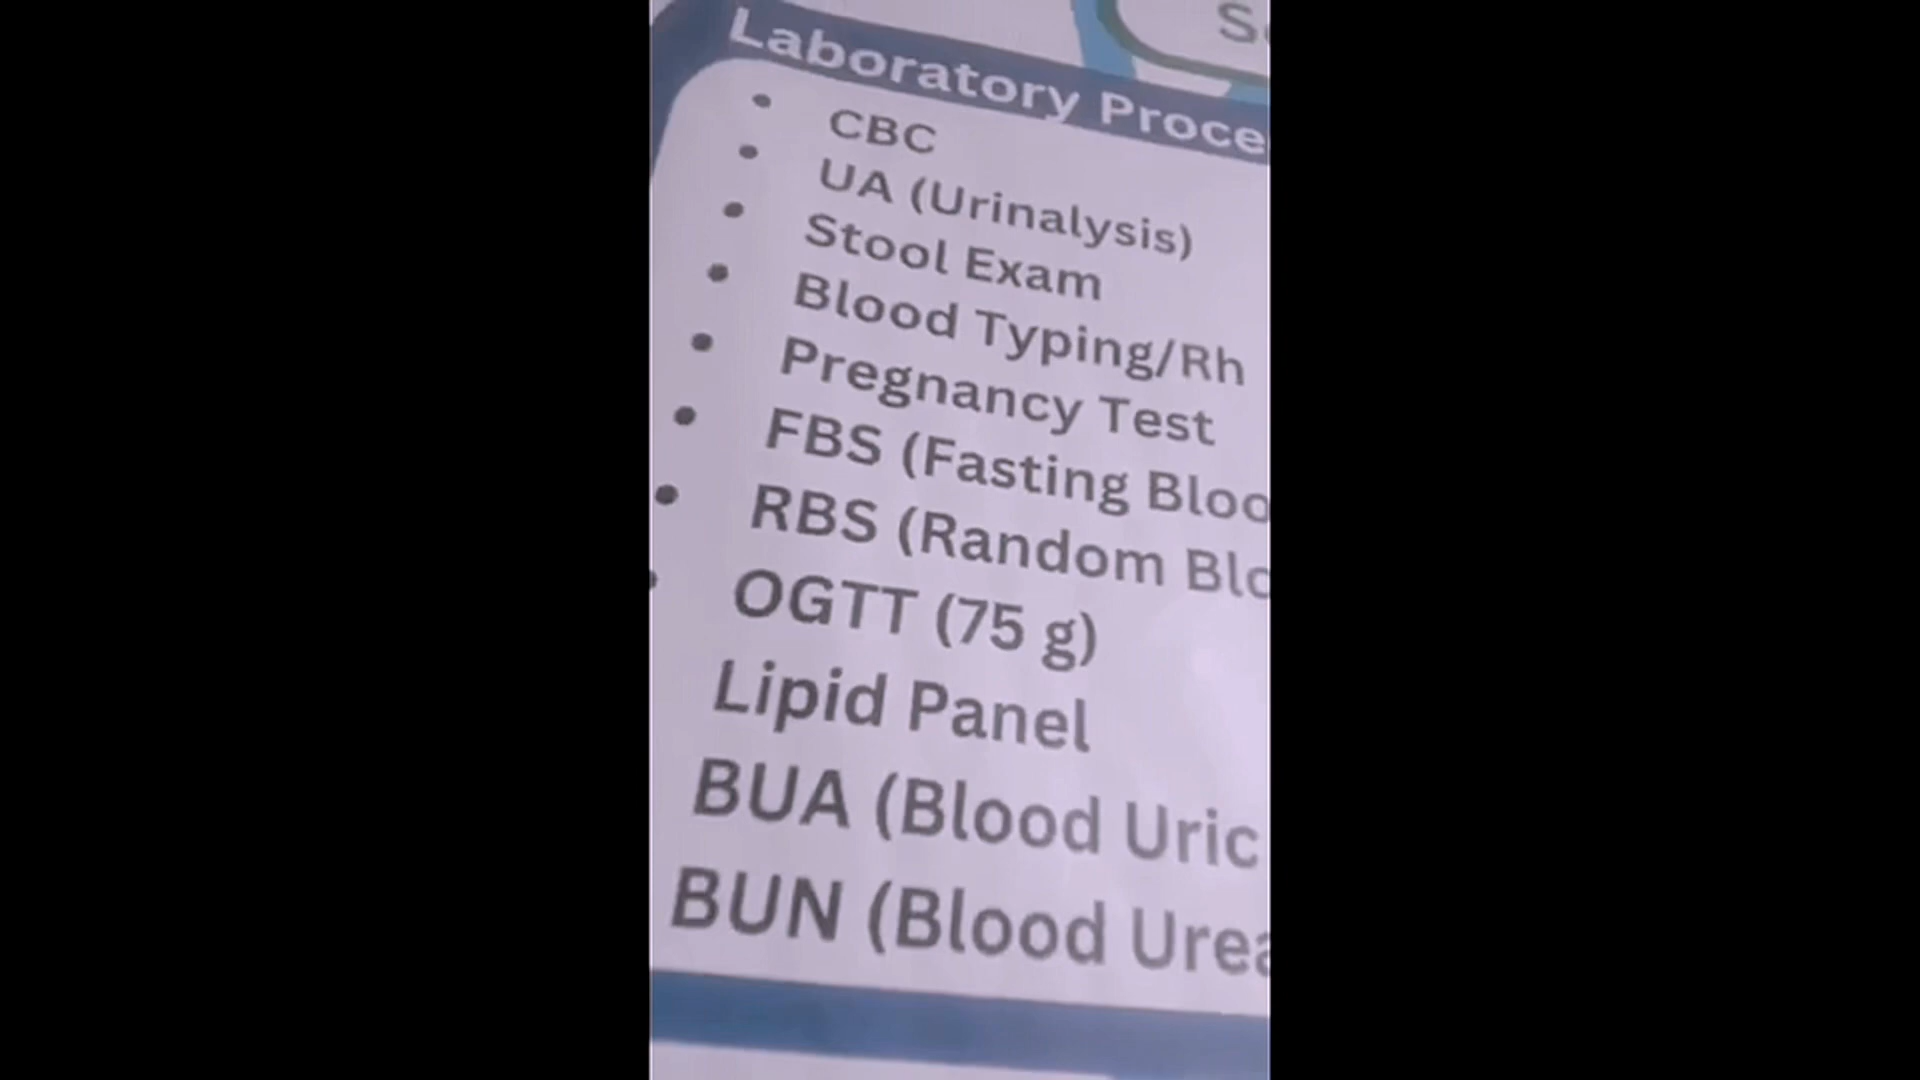 Laboratory Proce
• CBC
• UA (Urinalysis)
• Stool Exam
• Blood Typing/Rh
• Pregnancy Test
• FBS (Fasting Bloo
• RBS (Random Blo
• OGTT (75 g)
Lipid Panel
BUA (Blood Uric
BUN (Blood Urea